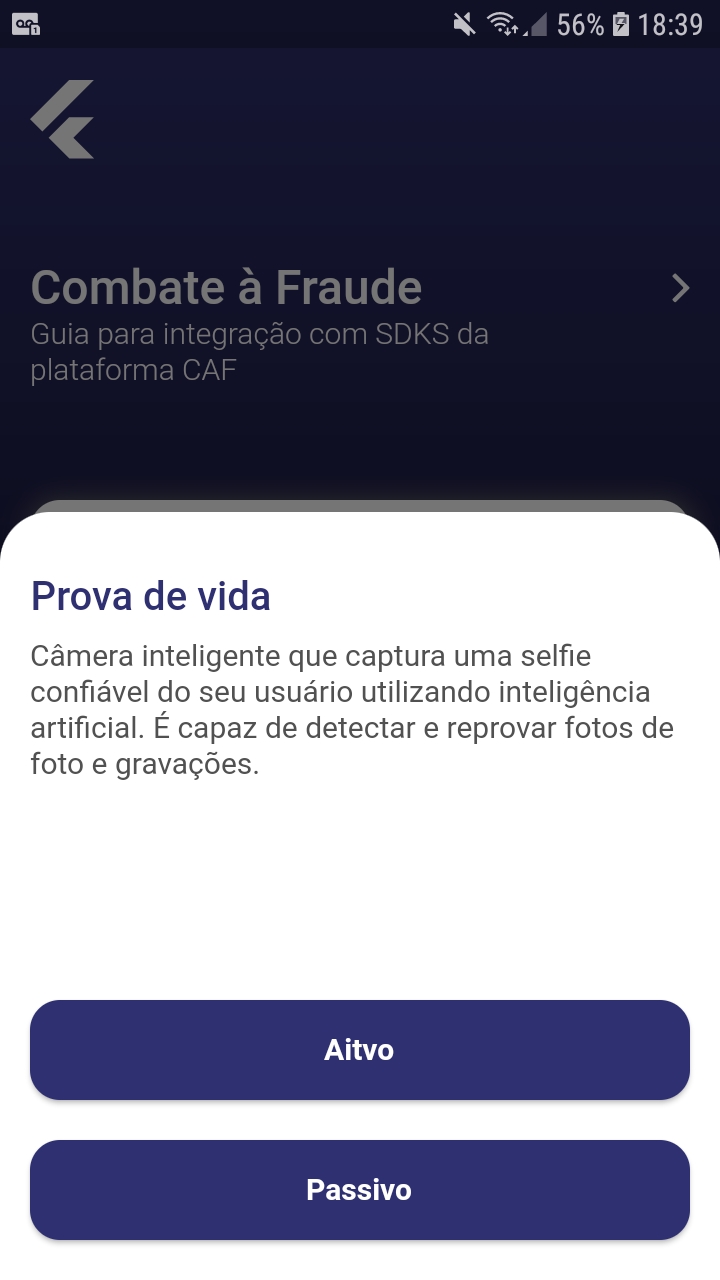 56% 18:39
Combate à Fraude
Guia para integração com SDKS da
plataforma CAF
Prova de vida
Câmera inteligente que captura uma selfie
confiável do seu usuário utilizando inteligência
artificial. É capaz de detectar e reprovar fotos de
foto e gravações.
Aitvo
Passivo